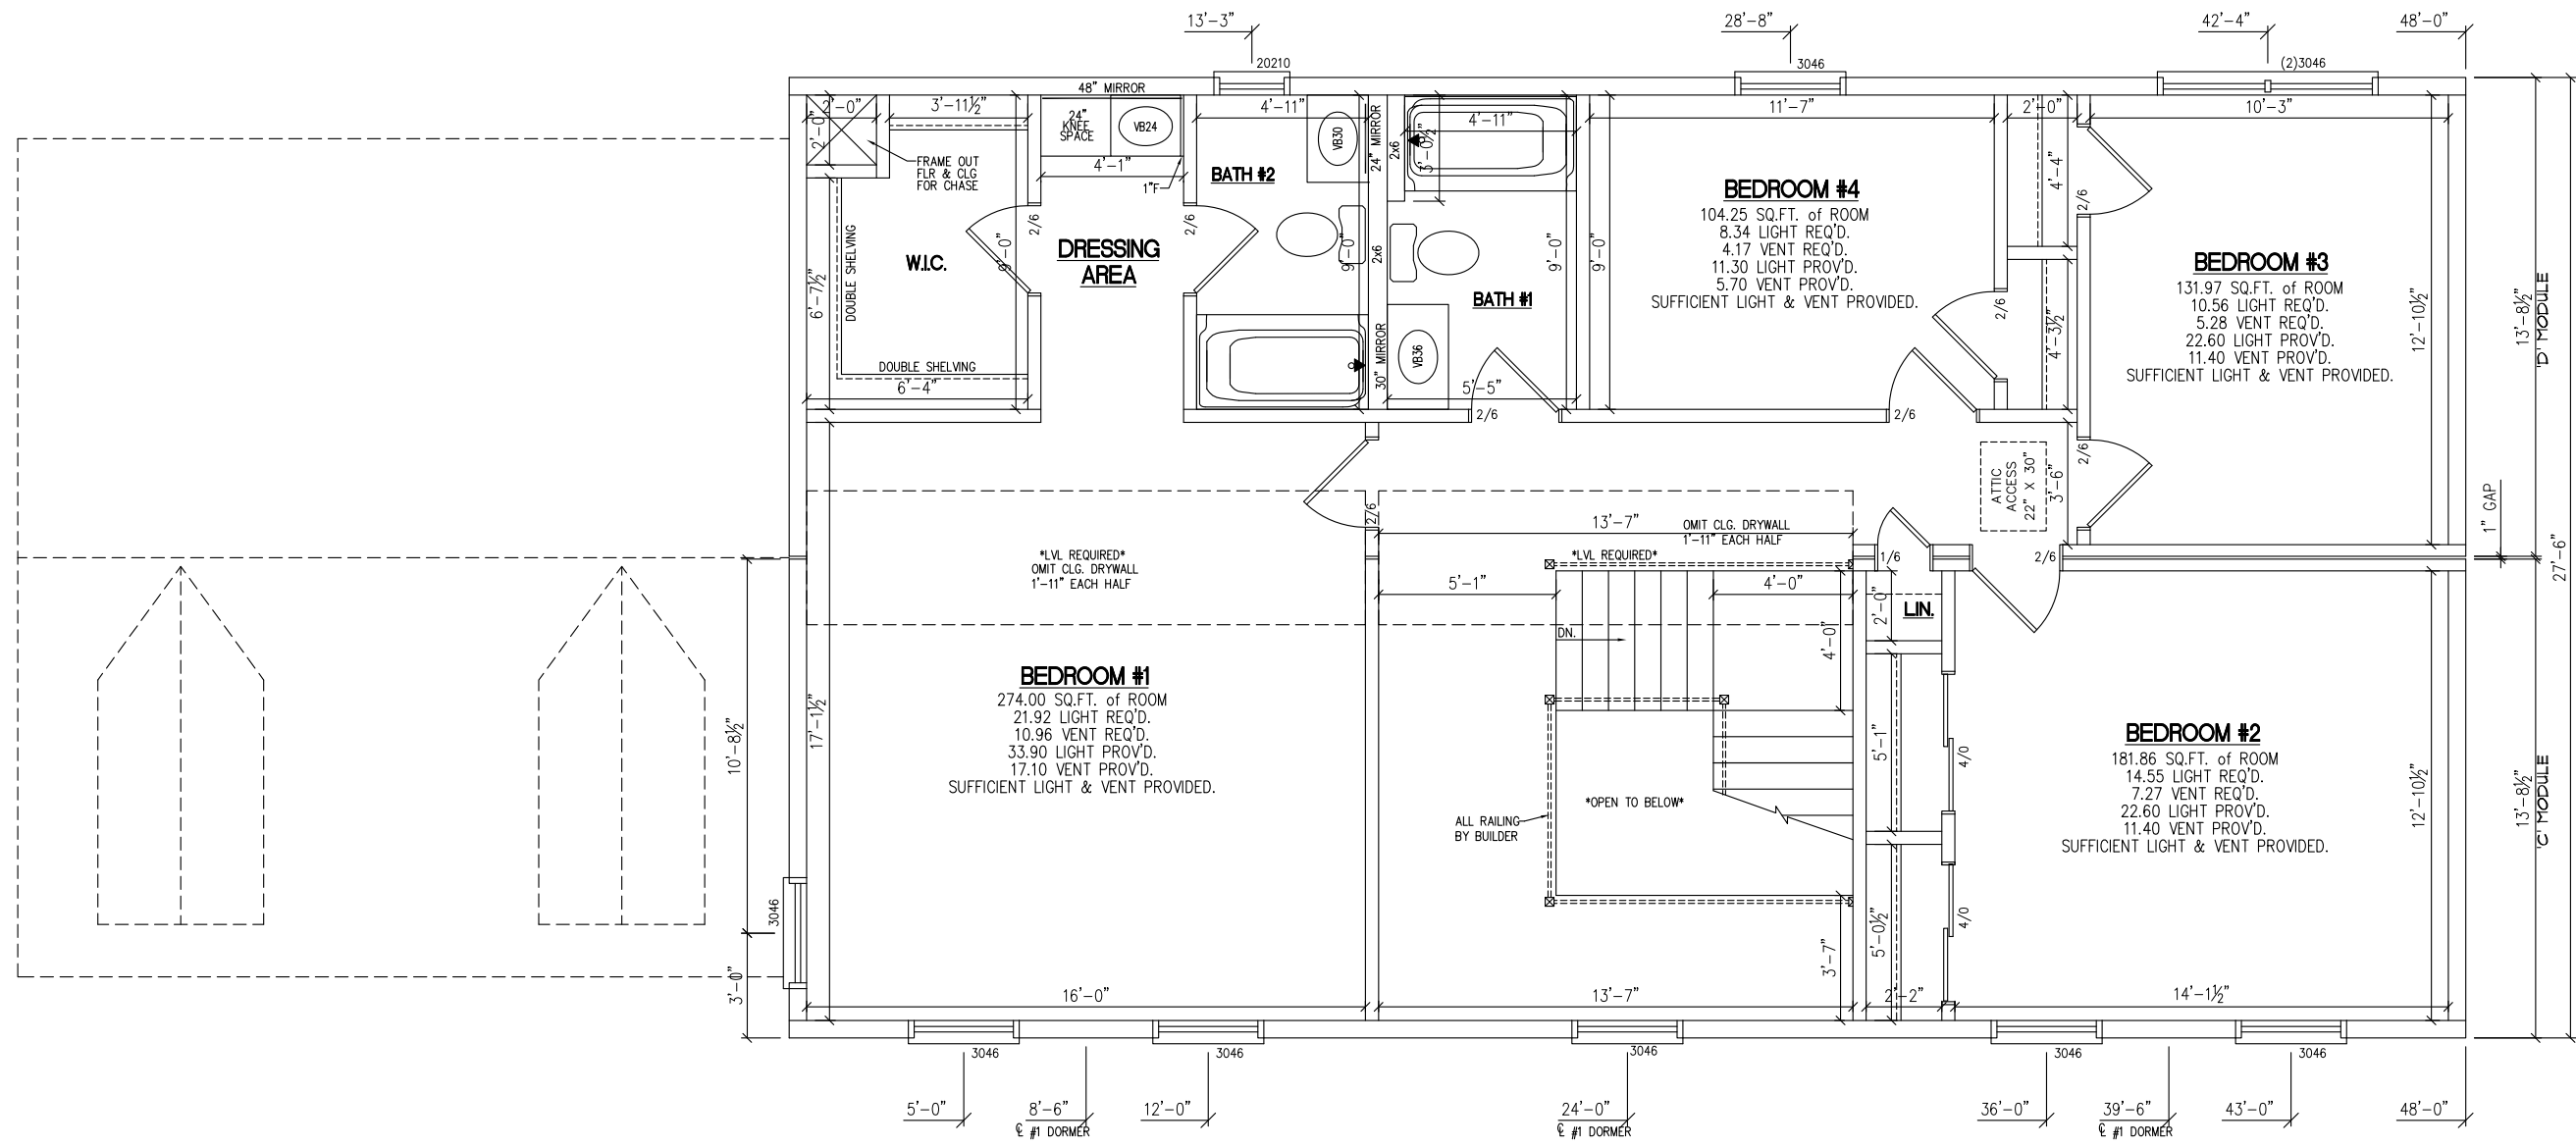 13'-3"
28'-8"
42'-4"
48'-0"
20210
3046
(2)3046
48" MIRROR
2'-0"
3'-11½"
4'-11"
4'-11"
11'-7"
2'-0"
10'-3"
2'-0"
24"
KNEE
SPACE
VB24
VB30
24" MIRROR
2x6
3'-0½"
FRAME OUT
FLR & CLG
FOR CHASE
4'-1"
1"F
BATH #2
BEDROOM #4
104.25 SQ.FT. of ROOM
8.34 LIGHT REQ'D.
4.17 VENT REQ'D.
11.30 LIGHT PROV'D.
5.70 VENT PROV'D.
SUFFICIENT LIGHT & VENT PROVIDED.
4'-4"
2/6
2/6
2/6
DOUBLE SHELVING
W.I.C.
9'-0"
DRESSING
AREA
9'-0"
2x6
9'-0"
9'-0"
BATH #1
BEDROOM #3
131.97 SQ.FT. of ROOM
10.56 LIGHT REQ'D.
5.28 VENT REQ'D.
22.60 LIGHT PROV'D.
11.40 VENT PROV'D.
SUFFICIENT LIGHT & VENT PROVIDED.
6'-7½"
2/6
4'-3½"
12'-10½"
13'-8½"
'D' MODULE
30" MIRROR
VB36
DOUBLE SHELVING
6'-4"
5'-5"
2/6
2/6
2/6
ATTIC
ACCESS
22" X 30"
3'-6"
1" GAP
27'-6"
2/6
13'-7"
OMIT CLG. DRYWALL
1'-11" EACH HALF
*LVL REQUIRED*
OMIT CLG. DRYWALL
1'-11" EACH HALF
*LVL REQUIRED*
1/6
2/6
5'-1"
4'-0"
2'-0"
LIN.
DN.
4'-0"
BEDROOM #1
274.00 SQ.FT. of ROOM
21.92 LIGHT REQ'D.
10.96 VENT REQ'D.
33.90 LIGHT PROV'D.
17.10 VENT PROV'D.
SUFFICIENT LIGHT & VENT PROVIDED.
10'-8½"
17'-1½"
5'-1"
4/0
BEDROOM #2
181.86 SQ.FT. of ROOM
14.55 LIGHT REQ'D.
7.27 VENT REQ'D.
22.60 LIGHT PROV'D.
11.40 VENT PROV'D.
SUFFICIENT LIGHT & VENT PROVIDED.
12'-10½"
13'-8½"
'C' MODULE
*OPEN TO BELOW*
ALL RAILING
BY BUILDER
3046
5'-0½"
4/0
3'-7"
3'-0"
16'-0"
13'-7"
2'-2"
14'-1½"
3046
3046
3046
3046
3046
5'-0"
8'-6"
12'-0"
24'-0"
36'-0"
39'-6"
43'-0"
48'-0"
℄ #1 DORMER
℄ #1 DORMER
℄ #1 DORMER